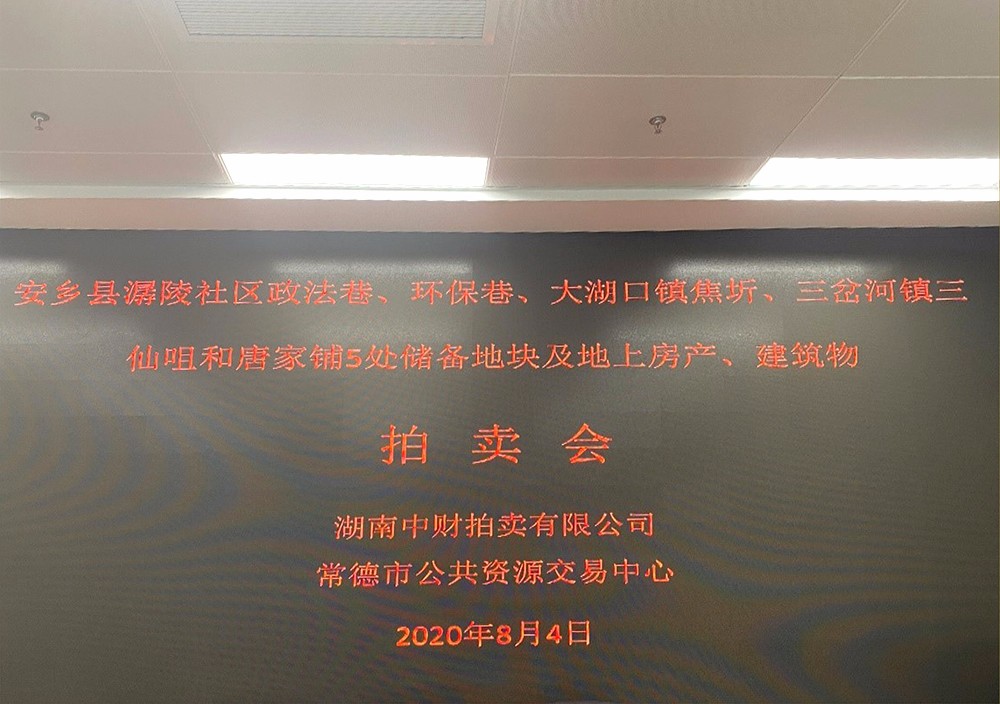 安乡县潺陵社区政法巷、环保巷、大湖口镇焦圻、三岔河镇三
仙咀和唐家铺5处储备地块及地上房产、建筑物
拍卖会
湖南中财拍卖有限公司
常德市公共资源交易中心
2020年8月4日